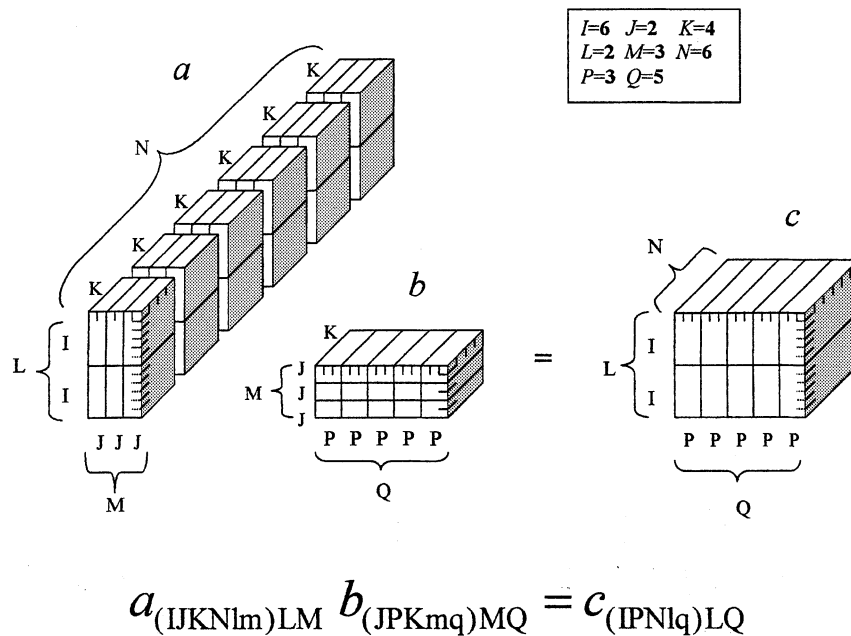 I=6 J=2 K=4
L=2 M=3 N=6
P=3 Q=5
a
K
K
N
K
K
K
K
L
I
I
J J J
M
b
K
M
J
J
J
P P P P P
Q
=
c
N
L
I
I
P P P P P
Q
a(IJKNlm)LM b(JPKmq)MQ = c(IPNlq)LQ